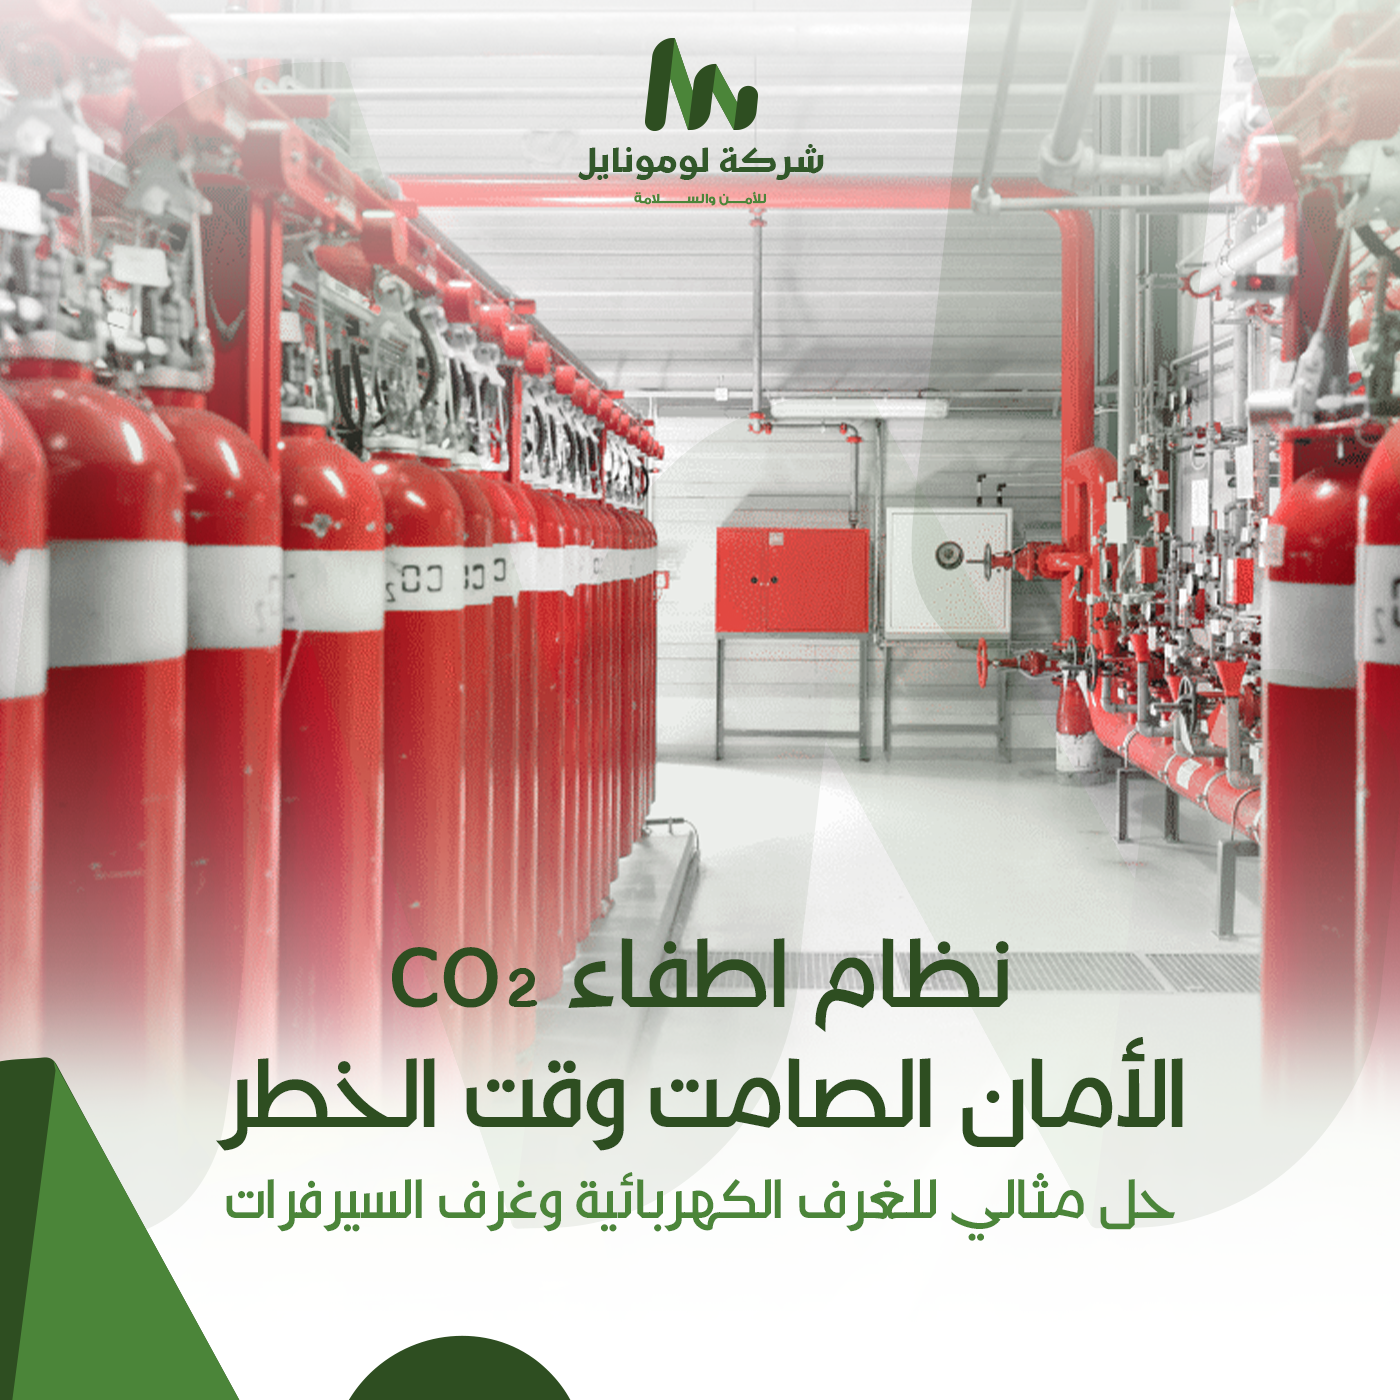 شركة لومونايل
للأمن والسلامة
نظام اطفاء CO₂
الأمان الصامت وقت الخطر
حل مثالي للغرف الكهربائية وغرف السيرفرات